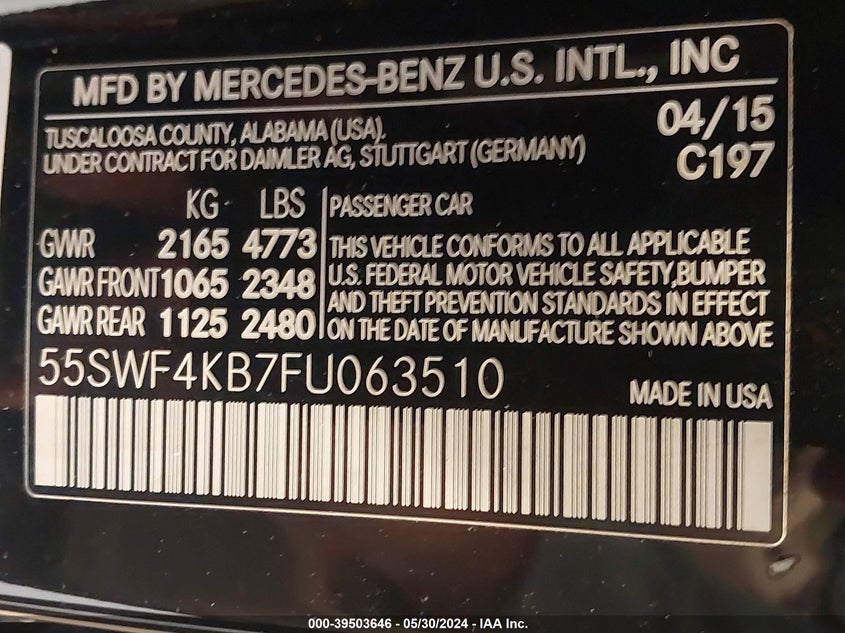 MFD BY MERCEDES-BENZ U.S. INTL., INC
TUSCALOOSA COUNTY, ALABAMA (USA).
UNDER CONTRACT FOR DAIMLER AG, STUTTGART (GERMANY)
04/15
C197
KG LBS
GVWR 2165 4773
GAWR FRONT 1065 2348
GAWR REAR 1125 2480
PASSENGER CAR
THIS VEHICLE CONFORMS TO ALL APPLICABLE
U.S. FEDERAL MOTOR VEHICLE SAFETY,BUMPER
AND THEFT PREVENTION STANDARDS IN EFFECT
ON THE DATE OF MANUFACTURE SHOWN ABOVE
55SWF4KB7FU063510
MADE IN USA
000-39503646 - 05/30/2024 - IAA Inc.